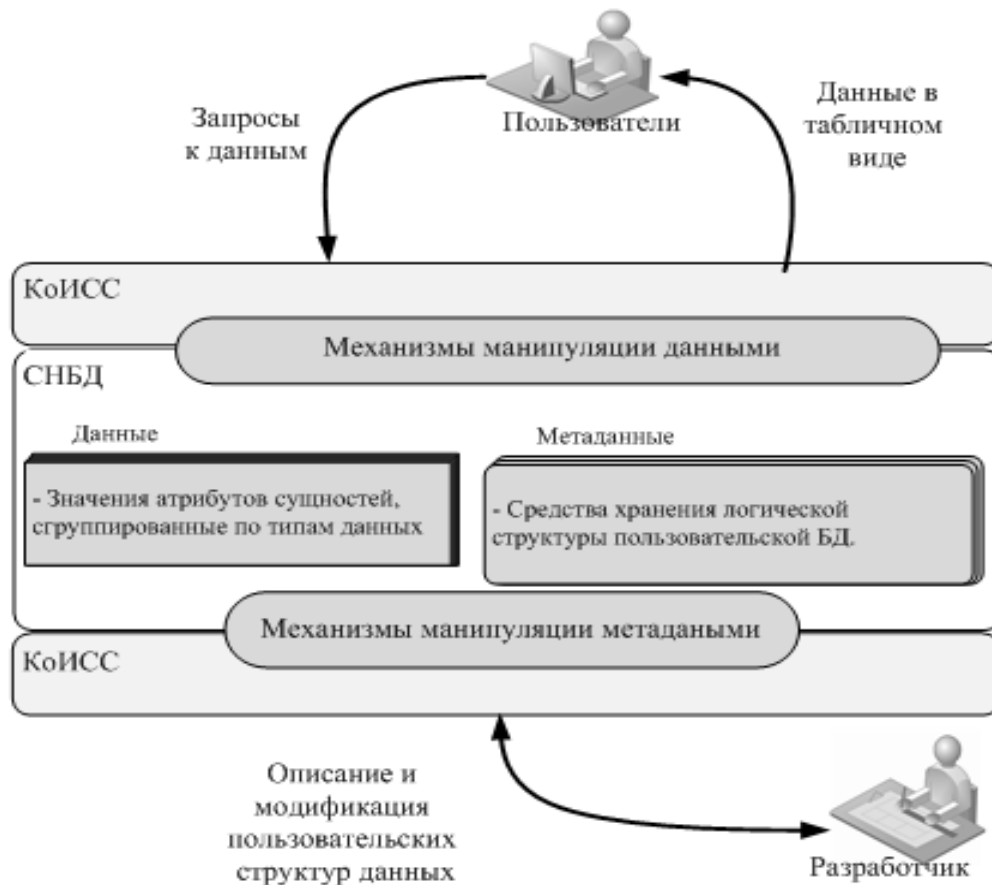 Запросы
к данным
Пользователи
Данные в
табличном
виде
КоИСС
Механизмы манипуляции данными
СНБД
Данные
- Значения атрибутов сущностей,
сгруппированные по типам данных
Метаданные
- Средства хранения логической
структуры пользовательской БД.
Механизмы манипуляции метадаными
КоИСС
Описание и
модификация
пользовательских
структур данных
Разработчик